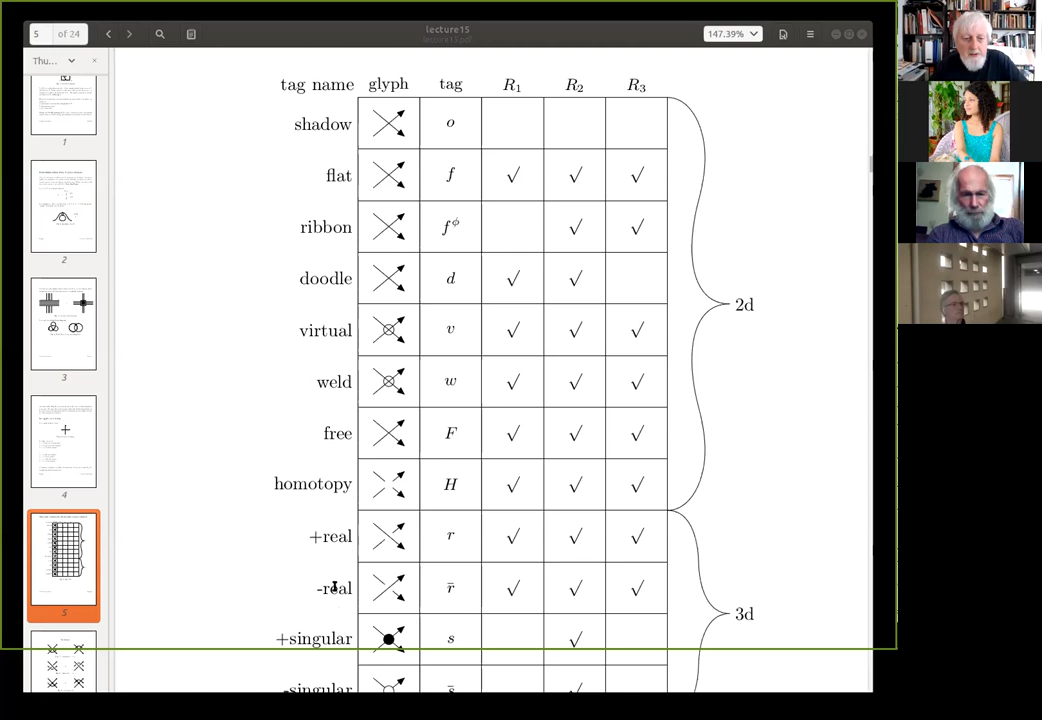 lecture15
lecture15.pdf
5 of 24
147.39%
Thu...
1
2
3
4
5
tag name glyph tag R₁ R₂ R₃
shadow o
flat f √ √ √
ribbon f^ϕ √ √
doodle d √ √
virtual v √ √ √
weld w √ √ √
free F √ √ √
homotopy H √ √ √
+real r √ √ √
-real r̄ √ √ √
+singular s √
-singular s̄ √
2d
3d